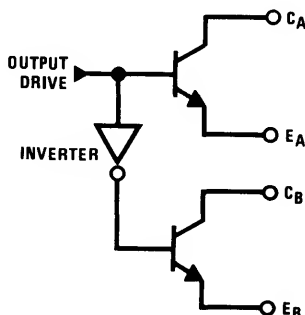 C_A
OUTPUT
DRIVE
E_A
INVERTER
C_B
E_B